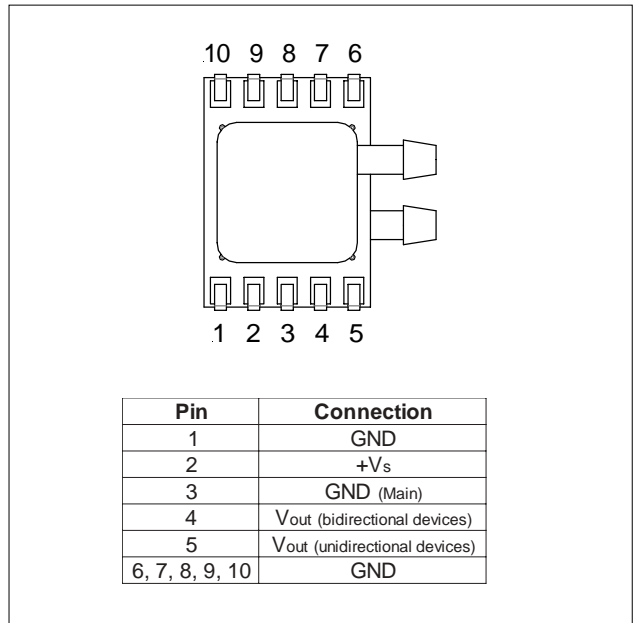 10 9 8 7 6
1 2 3 4 5
Pin Connection
1 GND
2 +Vs
3 GND (Main)
4 Vout (bidirectional devices)
5 Vout (unidirectional devices)
6, 7, 8, 9, 10 GND